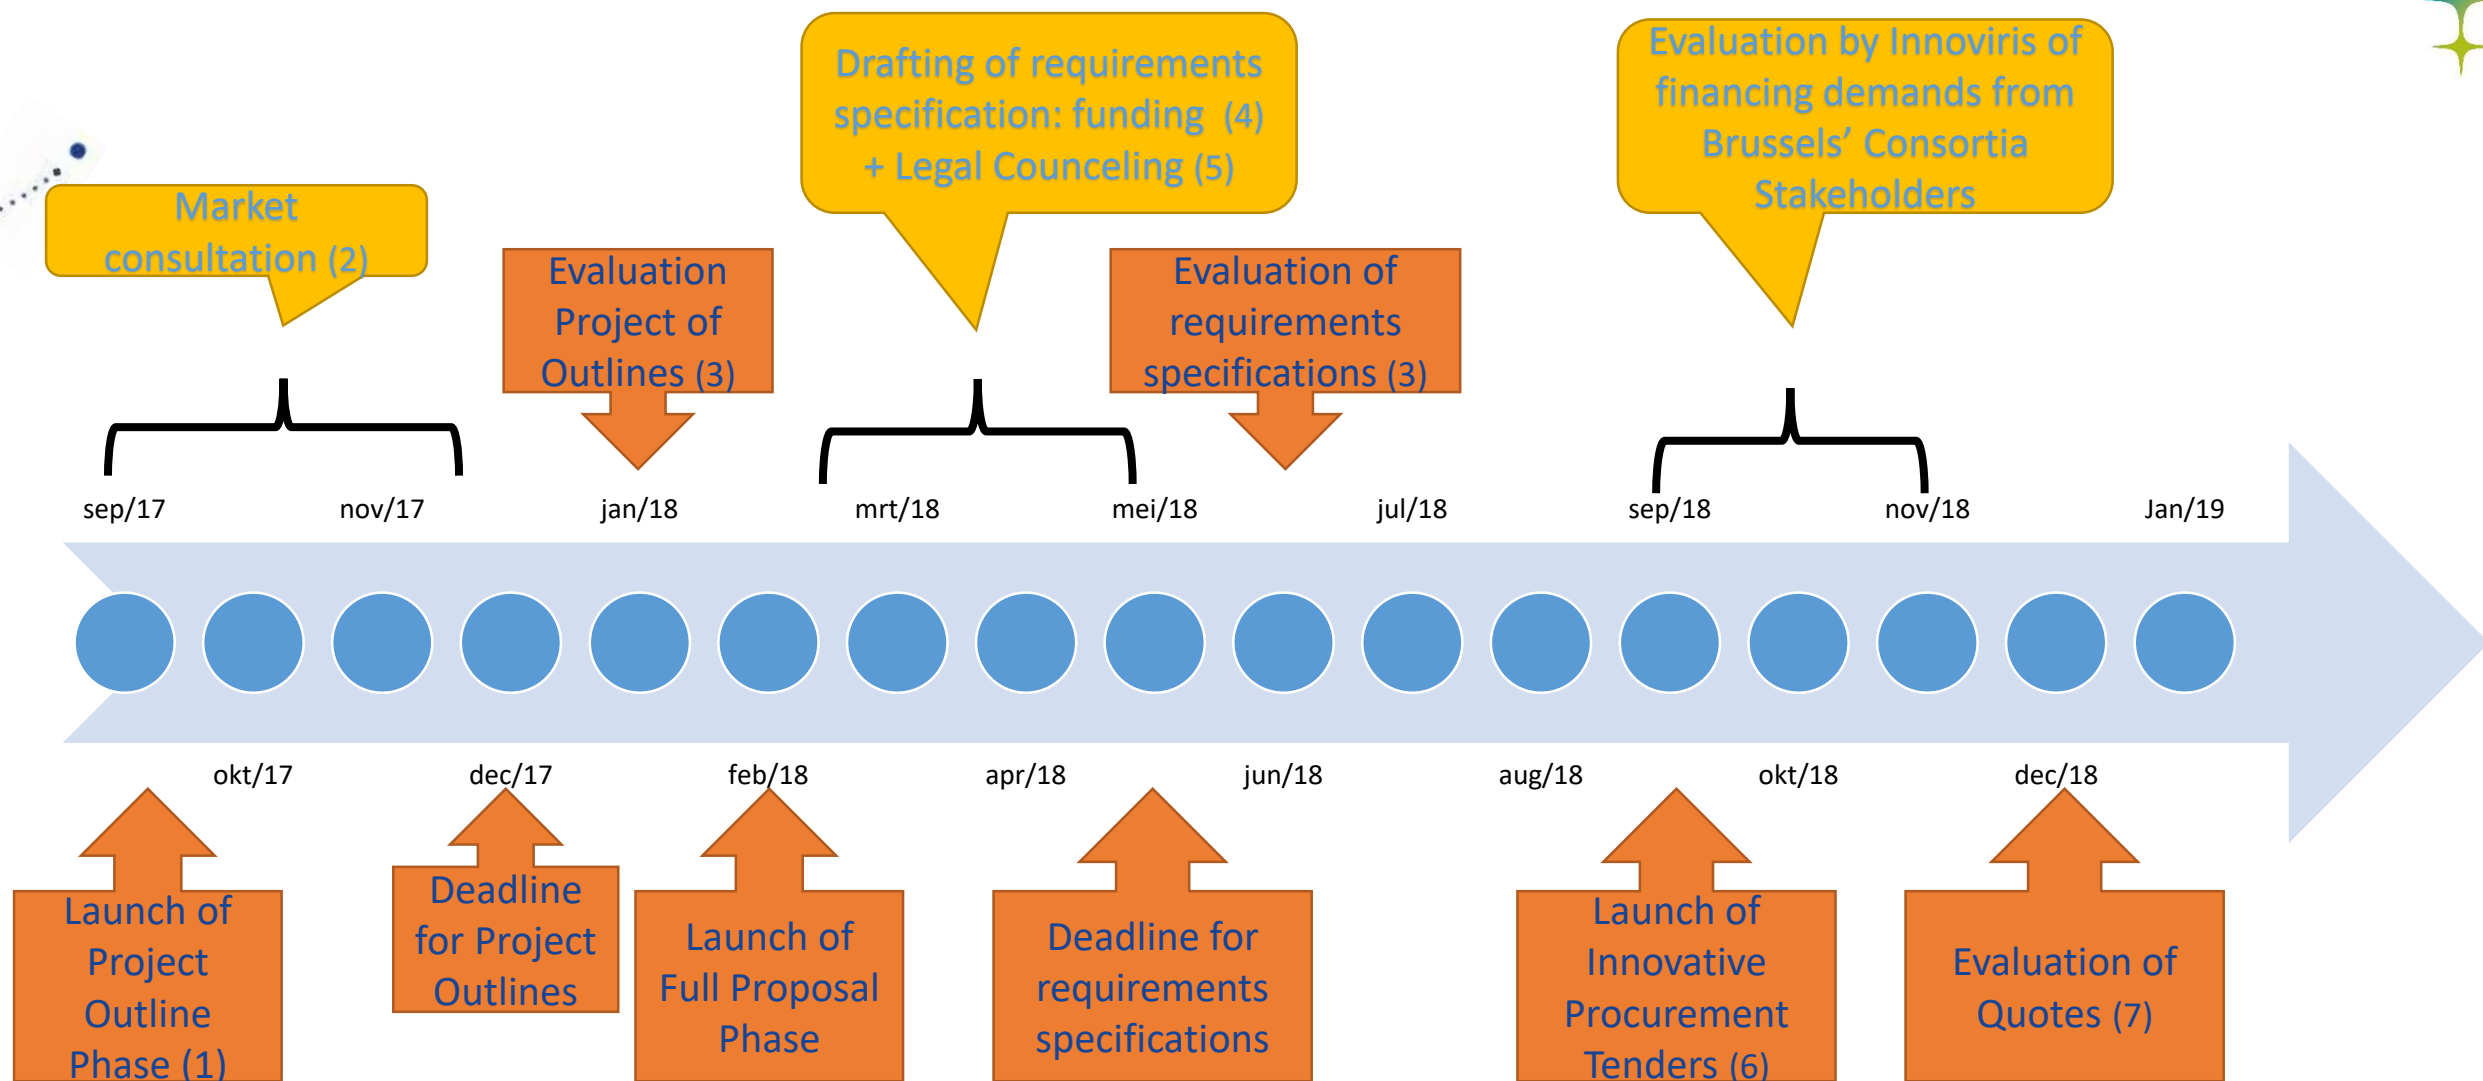 Market
consultation (2)
Drafting of requirements
specification: funding (4)
+ Legal Counceling (5)
Evaluation by Innoviris of
financing demands from
Brussels’ Consortia
Stakeholders
Evaluation
Project of
Outlines (3)
Evaluation of
requirements
specifications (3)
sep/17
nov/17
jan/18
mrt/18
mei/18
jul/18
sep/18
nov/18
Jan/19
okt/17
dec/17
feb/18
apr/18
jun/18
aug/18
okt/18
dec/18
Launch of
Project
Outline
Phase (1)
Deadline
for Project
Outlines
Launch of
Full Proposal
Phase
Deadline for
requirements
specifications
Launch of
Innovative
Procurement
Tenders (6)
Evaluation of
Quotes (7)